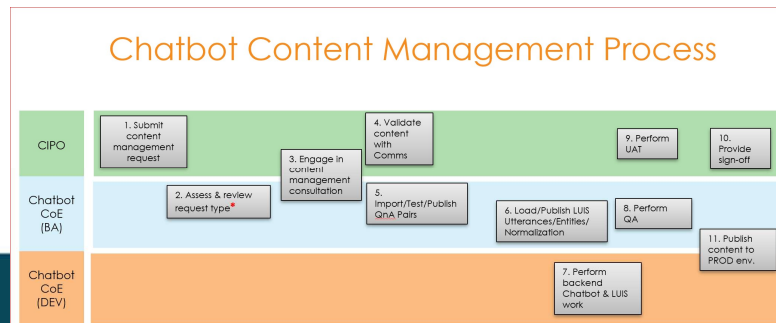 Chatbot Content Management Process
CIPO
1. Submit
content
management
request
4. Validate
content
with
Comms
9. Perform
UAT
10.
Provide
sign-off
3. Engage in
content
management
consultation
Chatbot
CoE
(BA)
2. Assess & review
request type*
5.
Import/Test/Publish
QnA Pairs
6. Load/Publish LUIS
Utterances/Entities/
Normalization
8. Perform
QA
11. Publish
content to
PROD env.
Chatbot
CoE
(DEV)
7. Perform
backend
Chatbot & LUIS
work